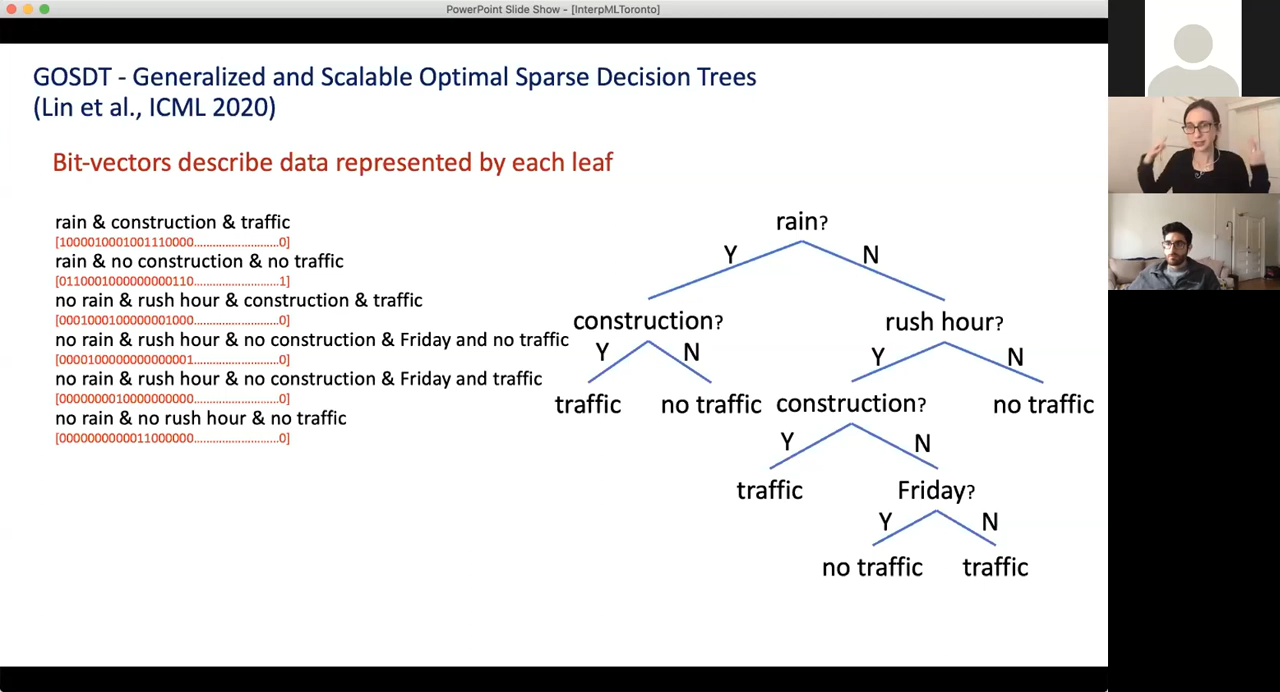 PowerPoint Slide Show - [InterpMLToronto]
GOSDT - Generalized and Scalable Optimal Sparse Decision Trees
(Lin et al., ICML 2020)
Bit-vectors describe data represented by each leaf
rain & construction & traffic
[1000010001001110000.........................0]
rain & no construction & no traffic
[0110001000000000110.........................1]
no rain & rush hour & construction & traffic
[0001000100000001000.........................0]
no rain & rush hour & no construction & Friday and no traffic
[0000100000000000001.........................0]
no rain & rush hour & no construction & Friday and traffic
[0000000010000000000.........................0]
no rain & no rush hour & no traffic
[0000000000011000000.........................0]
rain?
Y N
construction? rush hour?
Y N Y N
traffic no traffic construction? no traffic
Y N
traffic Friday?
Y N
no traffic traffic